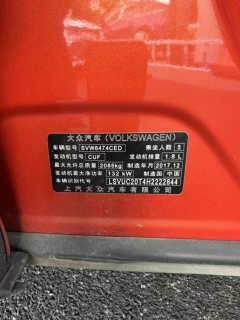 大众汽车(VOLKSWAGEN)
车辆型号 SVW6474CED 乘坐人数 5
发动机型号 CUF 发动机排量 1.8 L
最大允许总质量 2085kg 制造年月 2017.12
发动机最大净功率 132 kW 制造国 中国
车辆识别代号 LSVUC20T4H2222844
上汽大众汽车有限公司